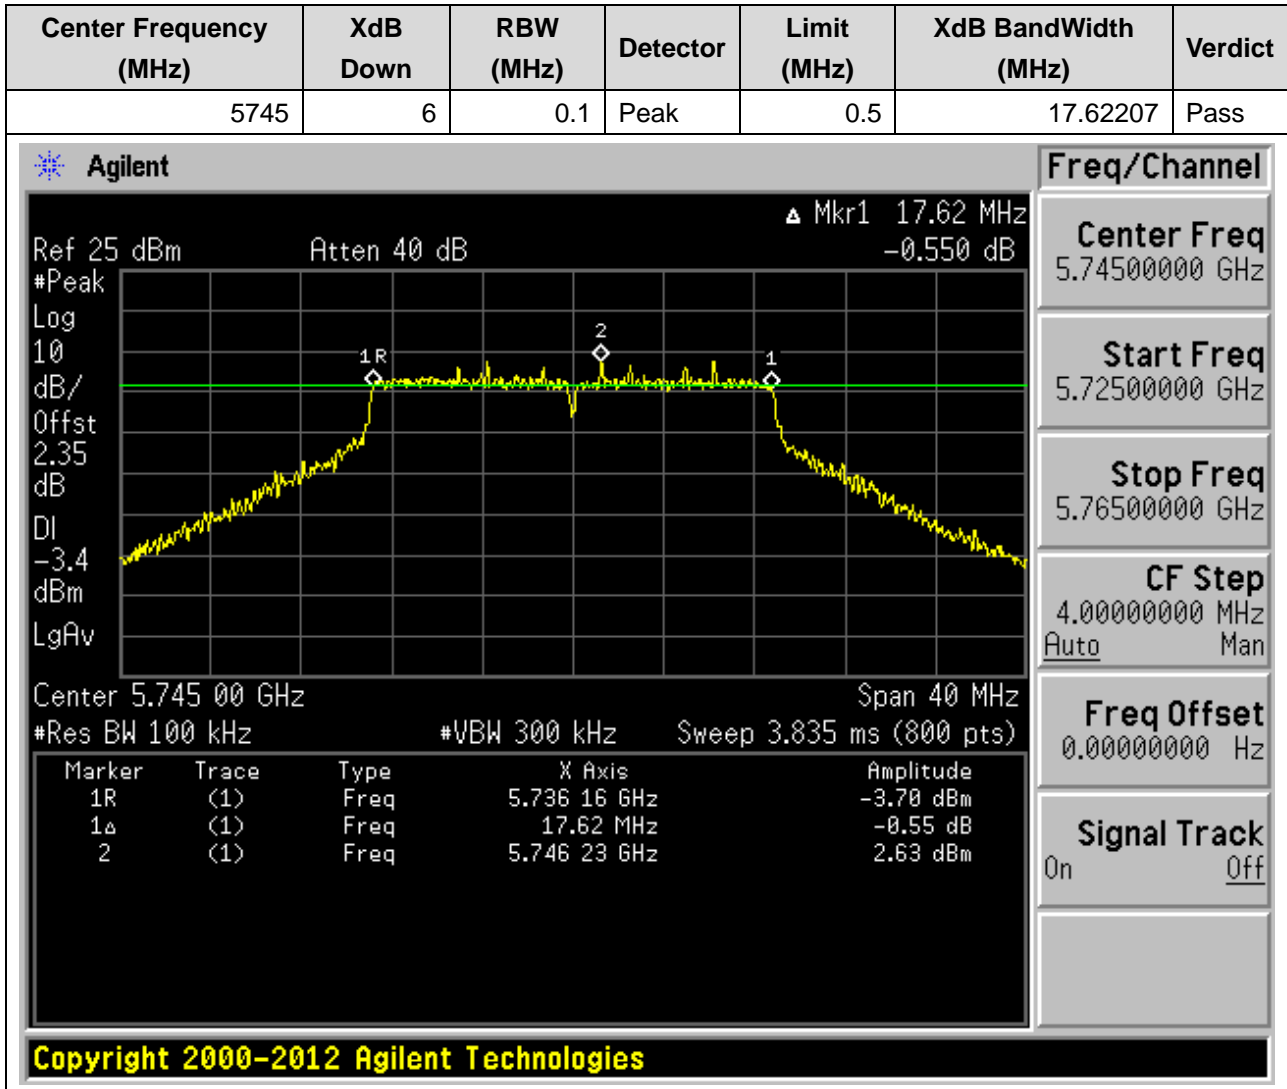 Center Frequency (MHz) XdB Down RBW (MHz) Detector Limit (MHz) XdB BandWidth (MHz) Verdict
5745 6 0.1 Peak 0.5 17.62207 Pass
Agilent
Freq/Channel
Δ Mkr1 17.62 MHz
Ref 25 dBm Atten 40 dB -0.550 dB
#Peak
Log
10
dB/
Offst
2.35
dB
DI
-3.4
dBm
LgAv
1R
2
1
Center 5.745 00 GHz Span 40 MHz
#Res BW 100 kHz #VBW 300 kHz Sweep 3.835 ms (800 pts)
Marker Trace Type X Axis Amplitude
1R (1) Freq 5.736 16 GHz -3.70 dBm
1Δ (1) Freq 17.62 MHz -0.55 dB
2 (1) Freq 5.746 23 GHz 2.63 dBm
Center Freq
5.74500000 GHz
Start Freq
5.72500000 GHz
Stop Freq
5.76500000 GHz
CF Step
4.00000000 MHz
Auto Man
Freq Offset
0.00000000 Hz
Signal Track
On Off
Copyright 2000-2012 Agilent Technologies